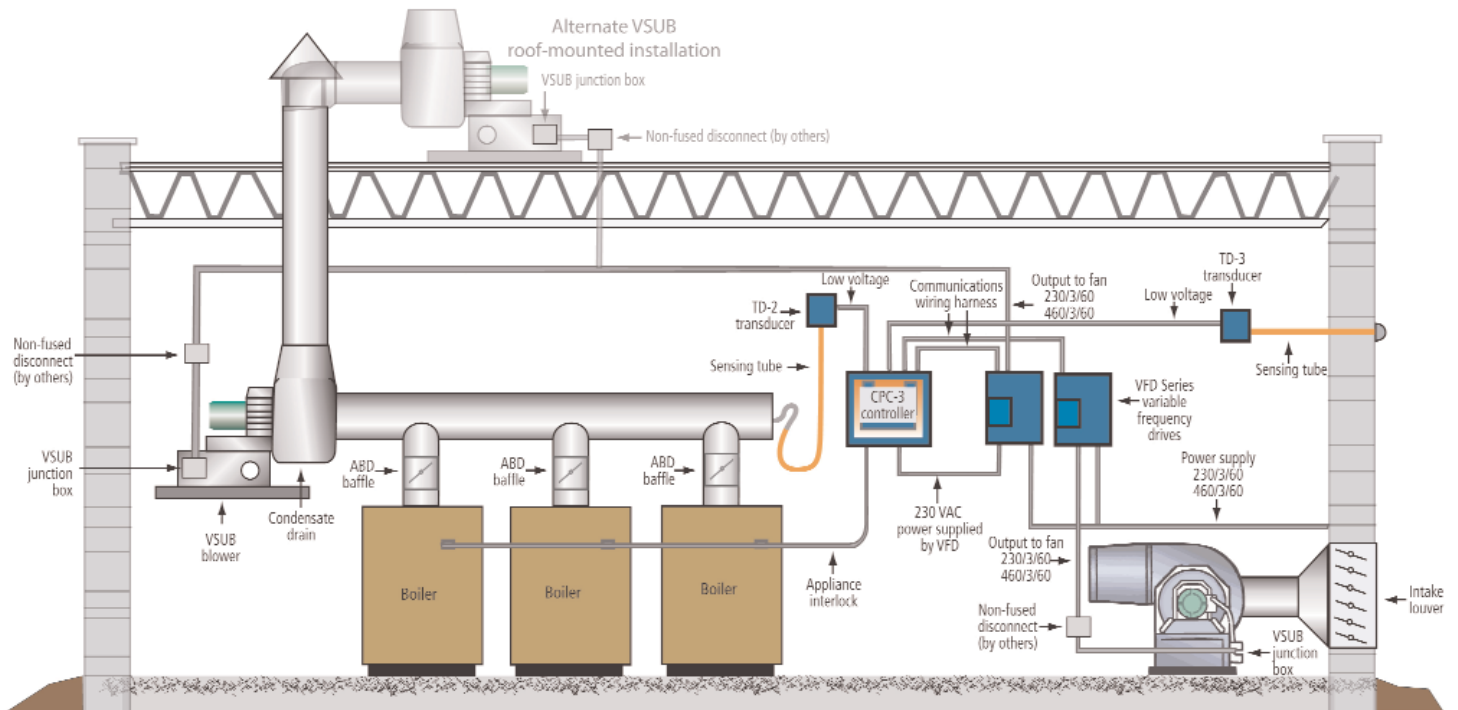 Alternate VSUB
roof-mounted installation
VSUB junction box
Non-fused disconnect (by others)
TD-3
transducer
Low voltage
Communications
wiring harness
Output to fan
230/3/60
460/3/60
Low voltage
TD-2
transducer
Non-fused
disconnect
(by others)
Sensing tube
Sensing tube
CPC-3
controller
VFD Series
variable
frequency
drives
VSUB
junction
box
ABD
baffle
ABD
baffle
ABD
baffle
Power supply
230/3/60
460/3/60
Condensate
drain
VSUB
blower
230 VAC
power supplied
by VFD
Output to fan
230/3/60
460/3/60
Boiler
Boiler
Boiler
Appliance
interlock
Intake
louver
Non-fused
disconnect
(by others)
VSUB
junction
box